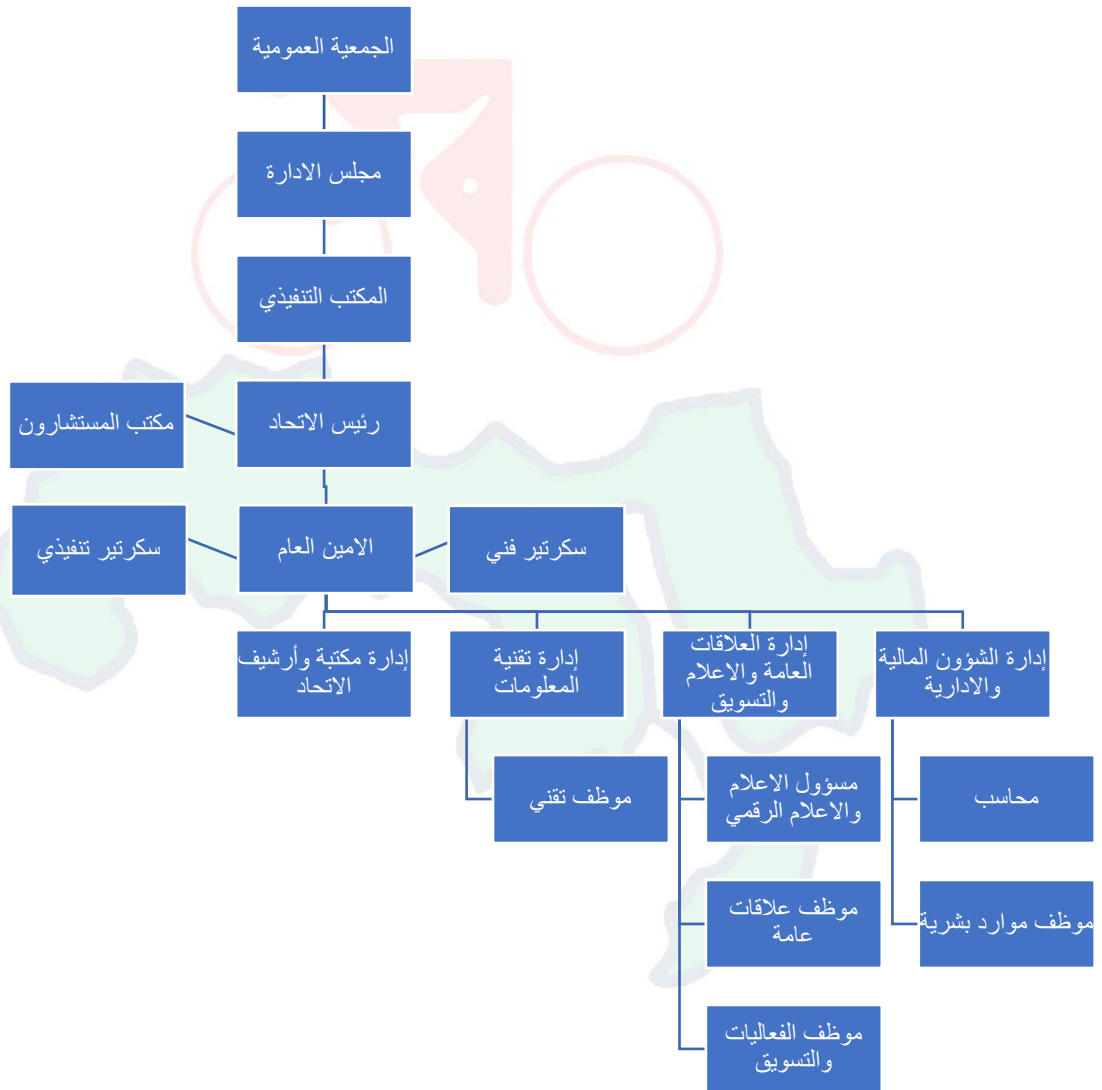 الجمعية العمومية
مجلس الادارة
المكتب التنفيذي
رئيس الاتحاد
مكتب المستشارون
سكرتير فني
الامين العام
سكرتير تنفيذي
إدارة الشؤون المالية
والادارية
إدارة العلاقات
العامة والاعلام
والتسويق
إدارة تقنية
المعلومات
إدارة مكتبة وأرشيف
الاتحاد
محاسب
مسؤول الاعلام
والاعلام الرقمي
موظف تقني
موظف موارد بشرية
موظف علاقات
عامة
موظف الفعاليات
والتسويق